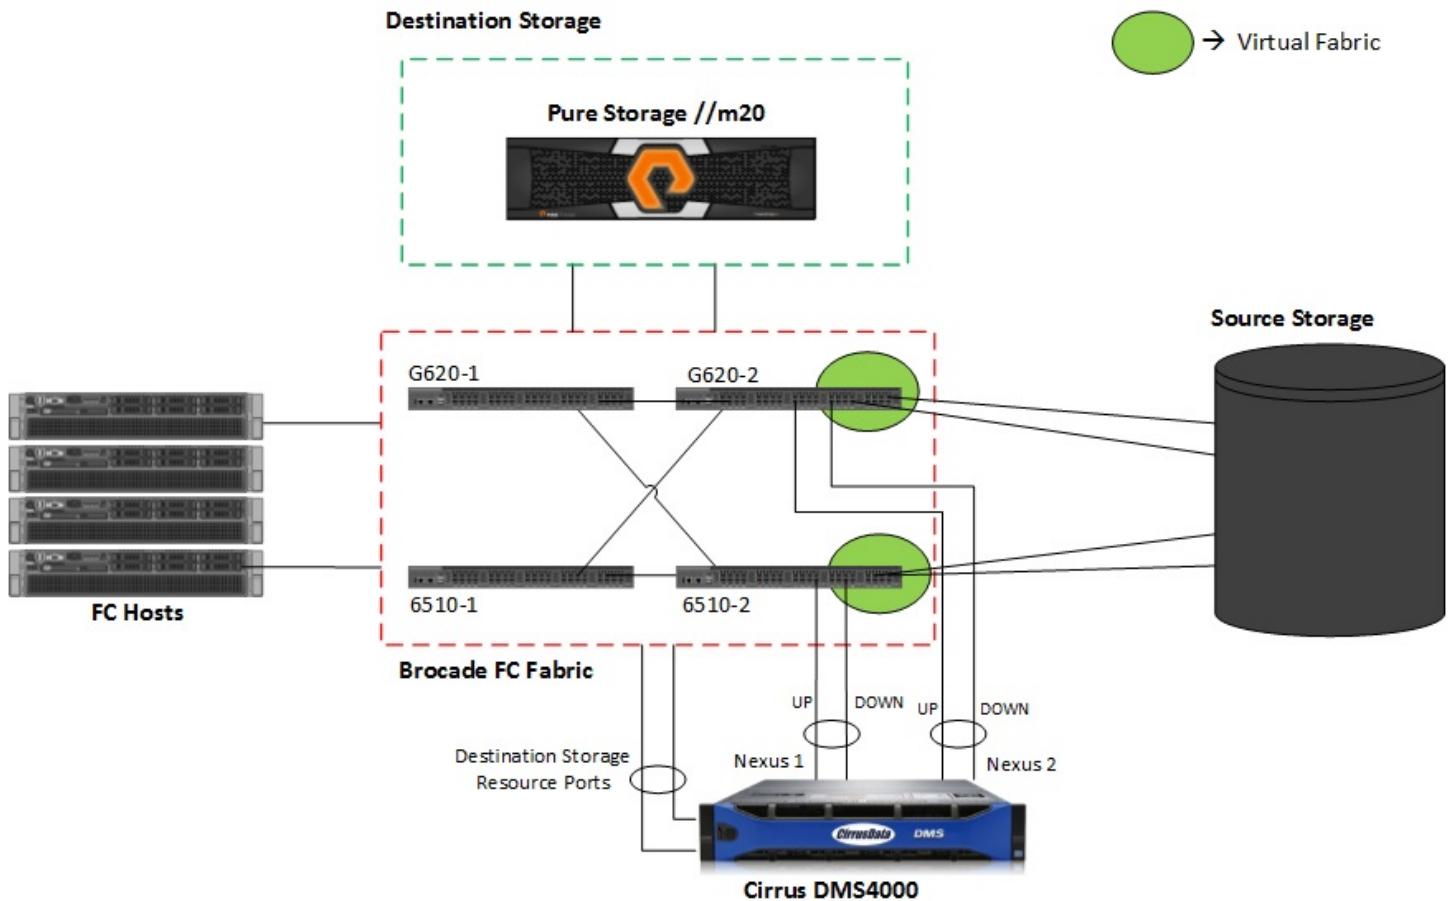 Destination Storage
→ Virtual Fabric
Pure Storage //m20
Source Storage
G620-1
G620-2
6510-1
6510-2
FC Hosts
Brocade FC Fabric
UP
DOWN
UP
DOWN
Destination Storage
Resource Ports
Nexus 1
Nexus 2
CirrusData
DMS
Cirrus DMS4000